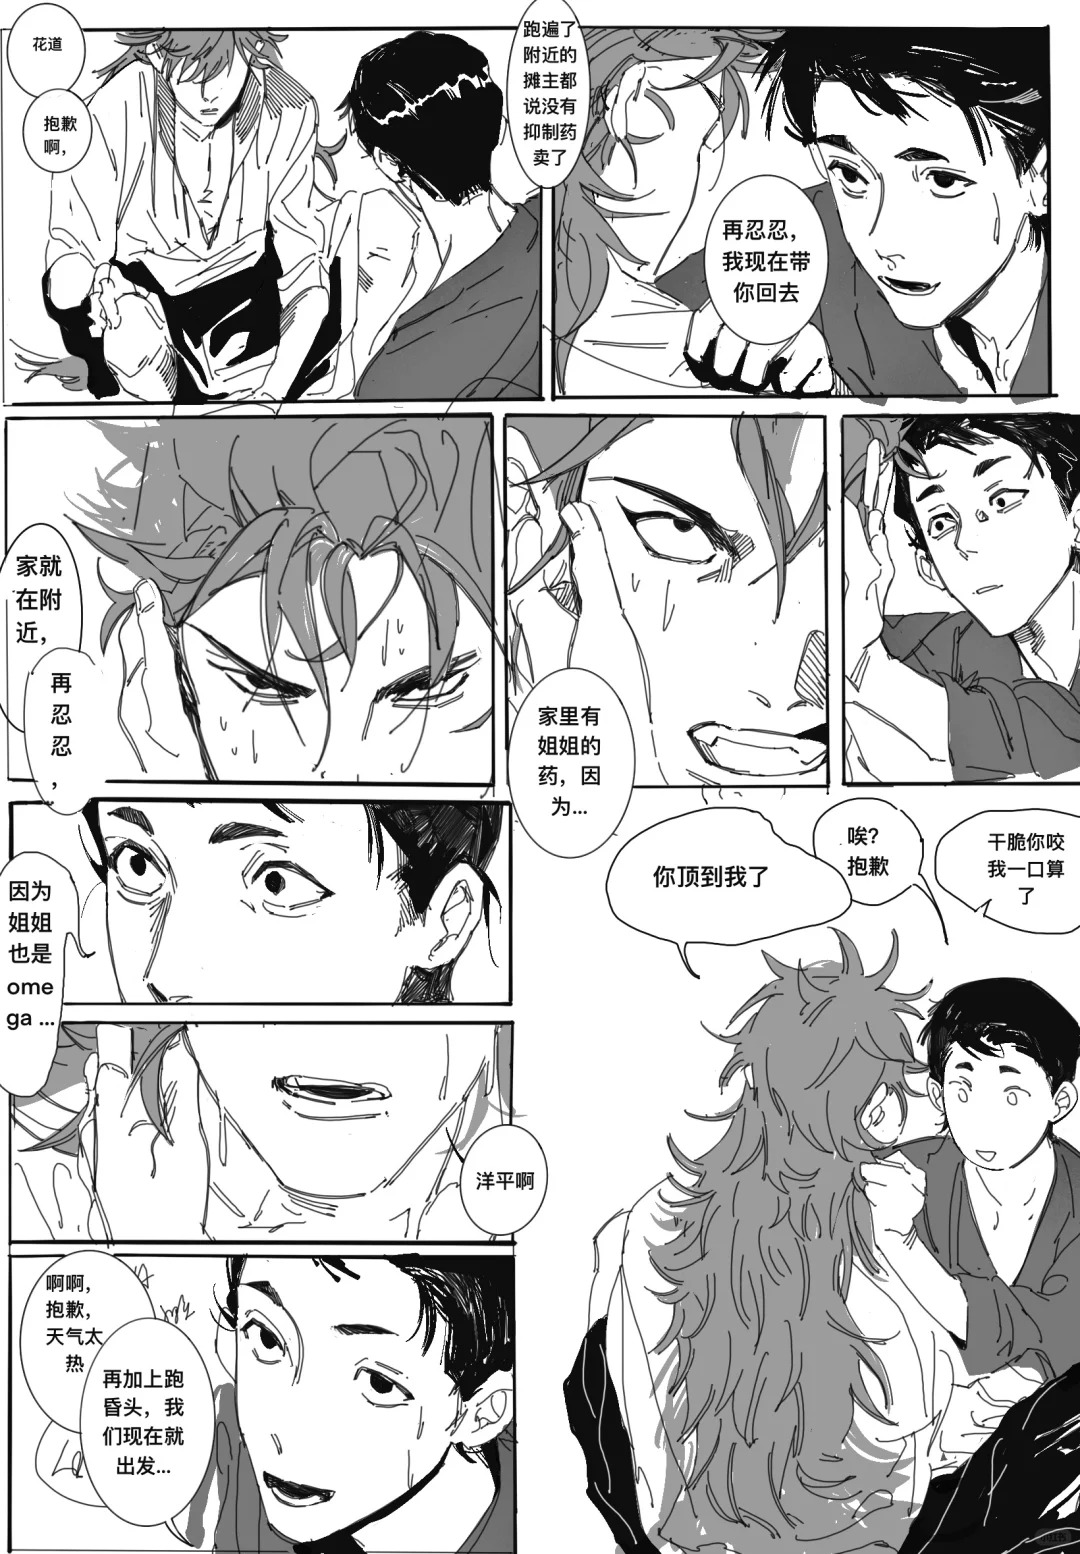 花道
抱歉
啊，
跑遍了
附近的
摊主都
说没有
抑制药
卖了
再忍忍，
我现在带
你回去
家就
在附
近，
再
忍
忍
，
家里有
姐姐的
药，因
为...
因为
姐姐
也是
ome
ga ...
洋平啊
啊啊，
抱歉，
天气太
热
再加上跑
昏头，我
们现在就
出发...
你顶到我了
唉？
抱歉
干脆你咬
我一口算
了